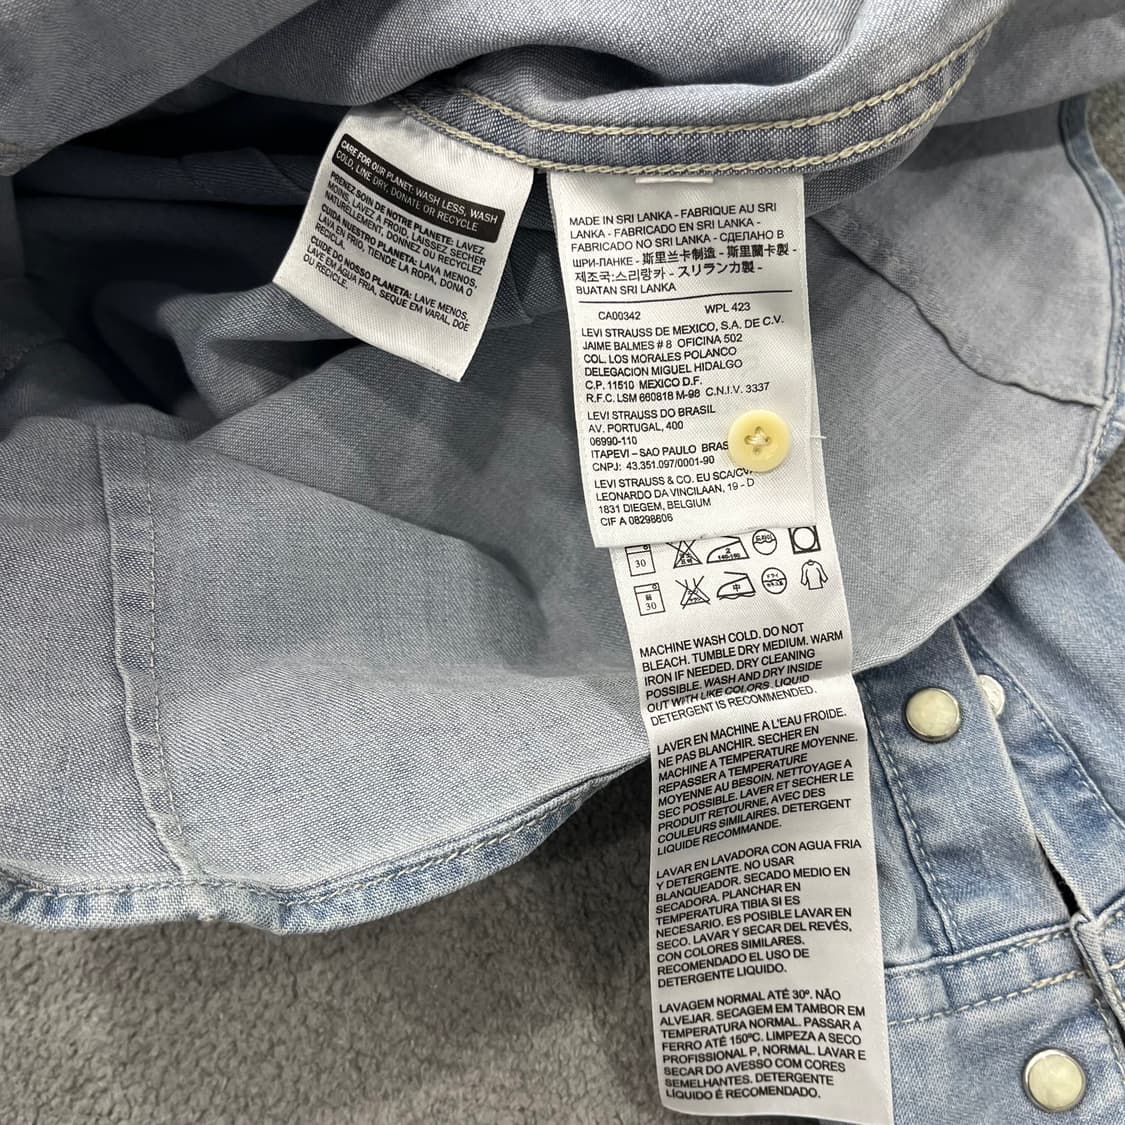 CARE FOR OUR PLANET: WASH LESS, WASH
COLD, LINE DRY, DONATE OR RECYCLE
PRENEZ SOIN DE NOTRE PLANETE: LAVEZ
MOINS, LAVEZ À FROID, LAISSEZ SÉCHER
NATURELLEMENT, DONNEZ OU RECYCLEZ
CUIDA NUESTRO PLANETA: LAVA MENOS,
LAVA EN FRIO, TIENDE LA ROPA, DONA O
RECICLA.
CUIDE DO NOSSO PLANETA: LAVE MENOS,
LAVE EM ÁGUA FRIA, SEQUE EM VARAL, DOE
OU RECICLE.
MADE IN SRI LANKA - FABRIQUE AU SRI
LANKA - FABRICADO EN SRI LANKA -
FABRICADO NO SRI LANKA - СДЕЛАНО В
ШРИ-ЛАНКЕ - 斯里兰卡制造 - 斯里蘭卡製 -
제조국:스리랑카 - スリランカ製 -
BUATAN SRI LANKA
CA00342 WPL 423
LEVI STRAUSS DE MEXICO, S.A. DE C.V.
JAIME BALMES # 8 OFICINA 502
COL. LOS MORALES POLANCO
DELEGACION MIGUEL HIDALGO
C.P. 11510 MEXICO D.F.
R.F.C. LSM 660818 M-98 C.N.I.V. 3337
LEVI STRAUSS DO BRASIL
AV. PORTUGAL, 400
06990-110
ITAPEVI – SAO PAULO BRAS
CNPJ: 43.351.097/0001-90
LEVI STRAUSS & CO. EU SCA/CV
LEONARDO DA VINCILAAN, 19 - D
1831 DIEGEM, BELGIUM
CIF A 08298606
30
30 中
MACHINE WASH COLD. DO NOT
BLEACH. TUMBLE DRY MEDIUM. WARM
IRON IF NEEDED. DRY CLEANING
POSSIBLE. WASH AND DRY INSIDE
OUT WITH LIKE COLORS. LIQUID
DETERGENT IS RECOMMENDED.
LAVER EN MACHINE A L'EAU FROIDE.
NE PAS BLANCHIR. SECHER EN
MACHINE A TEMPERATURE MOYENNE.
REPASSER A TEMPERATURE
MOYENNE AU BESOIN. NETTOYAGE A
SEC POSSIBLE. LAVER ET SECHER LE
PRODUIT RETOURNE, AVEC DES
COULEURS SIMILAIRES. DETERGENT
LIQUIDE RECOMMANDE.
LAVAR EN LAVADORA CON AGUA FRIA
Y DETERGENTE. NO USAR
BLANQUEADOR. SECADO MEDIO EN
SECADORA. PLANCHAR EN
TEMPERATURA TIBIA SI ES
NECESARIO. ES POSIBLE LAVAR EN
SECO. LAVAR Y SECAR DEL REVÉS,
CON COLORES SIMILARES.
RECOMENDADO EL USO DE
DETERGENTE LIQUIDO.
LAVAGEM NORMAL ATÉ 30º. NÃO
ALVEJAR. SECAGEM EM TAMBOR EM
TEMPERATURA NORMAL. PASSAR A
FERRO ATÉ 150ºC. LIMPEZA A SECO
PROFISSIONAL P, NORMAL. LAVAR E
SECAR DO AVESSO COM CORES
SEMELHANTES. DETERGENTE
LÍQUIDO É RECOMENDADO.